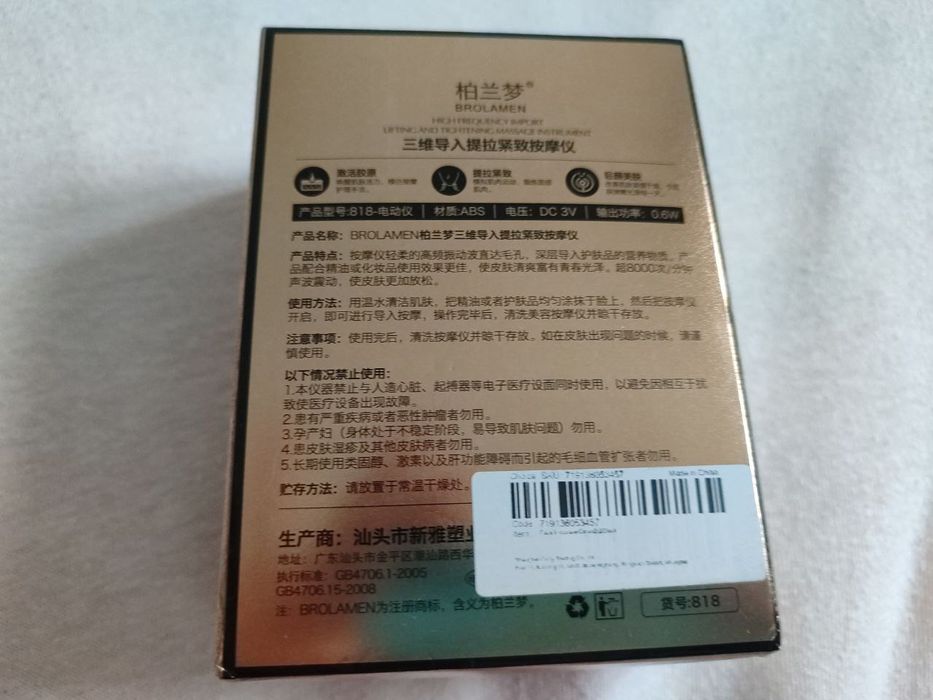 柏兰梦®
BROLAMEN
HIGH FREQUENCY IMPORT
LIFTING AND TIGHTENING MASSAGE INSTRUMENT
三维导入提拉紧致按摩仪
激活胶原
提拉紧致
产品型号:818-电动仪 | 材质:ABS | 电压: DC 3V | 输出功率: 0.6W
产品名称: BROLAMEN柏兰梦三维导入提拉紧致按摩仪
产品特点: 按摩仪轻柔的高频振动波直达毛孔, 深层导入护肤品的营养物质。产
品配合精油或化妆品使用效果更佳, 使皮肤清爽富有青春光泽。超8000次/分钟
声波震动, 使皮肤更加放松。
使用方法: 用温水清洁肌肤, 把精油或者护肤品均匀涂抹于脸上, 然后把按摩仪
开启, 即可进行导入按摩, 操作完毕后, 清洗美容按摩仪并晾干存放。
注意事项: 使用完后, 清洗按摩仪并晾干存放。如在皮肤出现问题的时候, 请谨
慎使用。
以下情况禁止使用:
1.本仪器禁止与人造心脏、起搏器等电子医疗设面同时使用, 以避免因相互干扰
致使医疗设备出现故障。
2.患有严重疾病或者恶性肿瘤者勿用。
3.孕产妇 (身体处于不稳定阶段, 易导致肌肤问题) 勿用。
4.患皮肤湿疹及其他皮肤病者勿用。
5.长期使用类固醇、激素以及肝功能障碍而引起的毛细血管扩张者勿用。
贮存方法: 请放置于常温干燥处。
Choice SKU: 719136053457 Made in China
Code: 719136053457
生产商: 汕头市新雅塑业
地址: 广东汕头市金平区潮汕路西华
执行标准: GB4706.1-2005
GB4706.15-2008
注: BROLAMEN为注册商标, 含义为柏兰梦。
货号:818